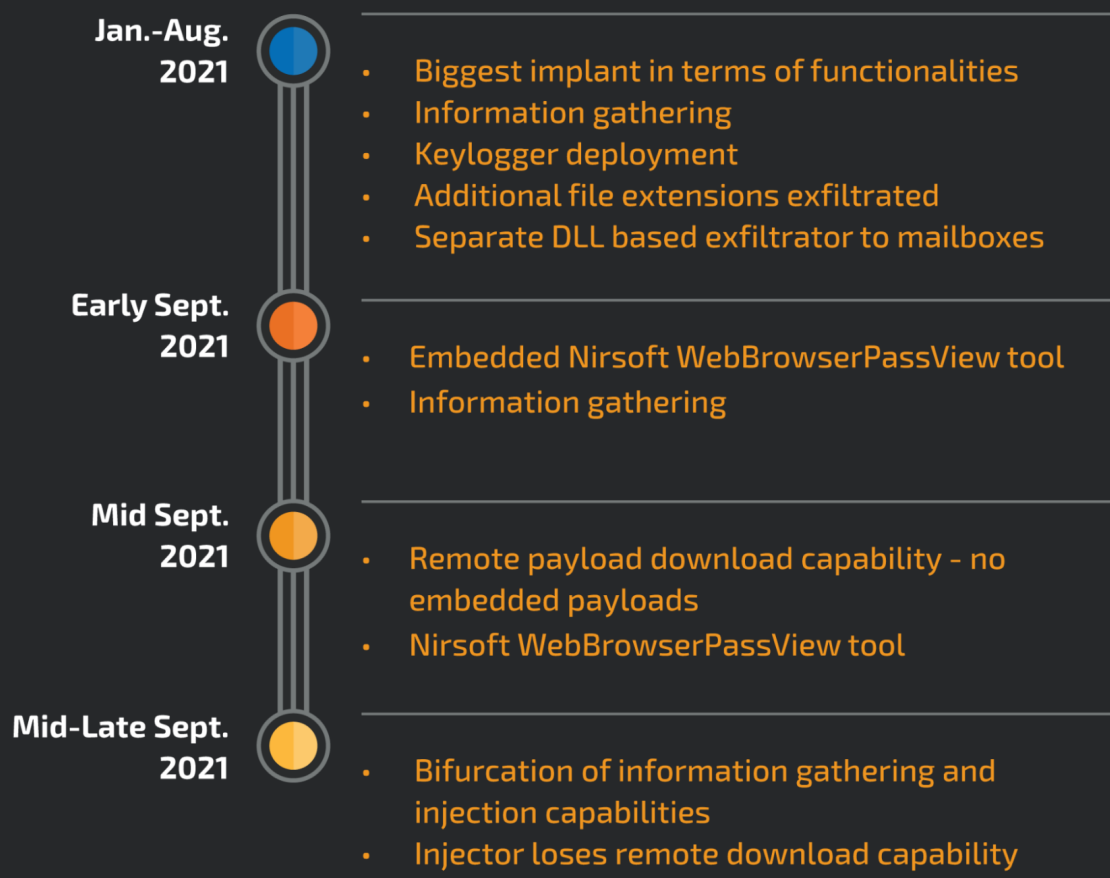 Jan.-Aug.
2021
• Biggest implant in terms of functionalities
• Information gathering
• Keylogger deployment
• Additional file extensions exfiltrated
• Separate DLL based exfiltrator to mailboxes
Early Sept.
2021
• Embedded Nirsoft WebBrowserPassView tool
• Information gathering
Mid Sept.
2021
• Remote payload download capability - no
embedded payloads
• Nirsoft WebBrowserPassView tool
Mid-Late Sept.
2021
• Bifurcation of information gathering and
injection capabilities
• Injector loses remote download capability